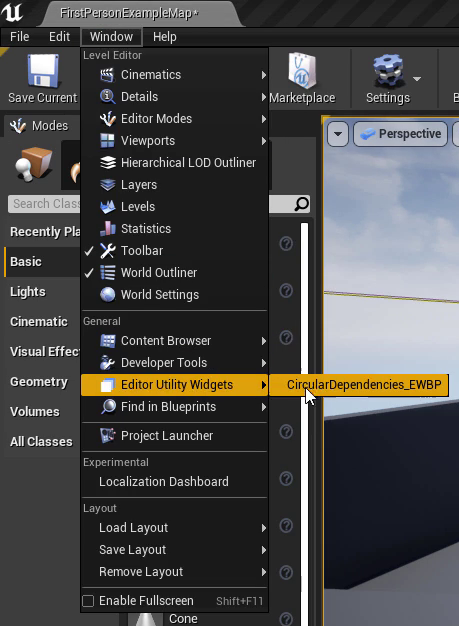 FirstPersonExampleMap*
File Edit Window Help
Save Current
Marketplace
Settings
Modes
Perspective
Search Clas
Recently Pla
Basic
Lights
Cinematic
Visual Effec
Geometry
Volumes
All Classes
Level Editor
Cinematics
Details
Editor Modes
Viewports
Hierarchical LOD Outliner
Layers
Levels
Statistics
Toolbar
World Outliner
World Settings
General
Content Browser
Developer Tools
Editor Utility Widgets
CircularDependencies_EWBP
Find in Blueprints
Project Launcher
Experimental
Localization Dashboard
Layout
Load Layout
Save Layout
Remove Layout
Enable Fullscreen Shift+F11
Cone